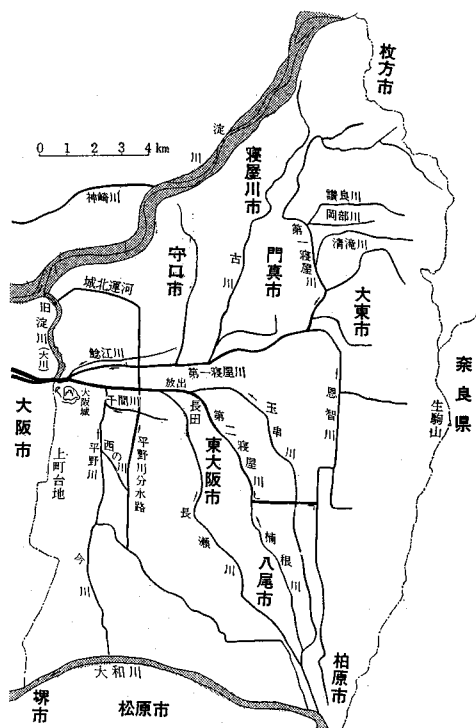 枚方市
0 1 2 3 4 km
淀川
寝屋川市
神崎川
讃良川
岡部川
清滝川
守口市
古川
門真市
第一寝屋川
大東市
城北運河
旧淀川(大川)
鯰江川
第一寝屋川
放出
恩智川
奈良県
生駒山
大阪市
大阪城
千間川
長田
第二寝屋川
玉串川
上町台地
平野川
西の川
平野川分水路
東大阪市
長瀬川
楠根川
八尾市
今川
柏原市
大和川
堺市
松原市